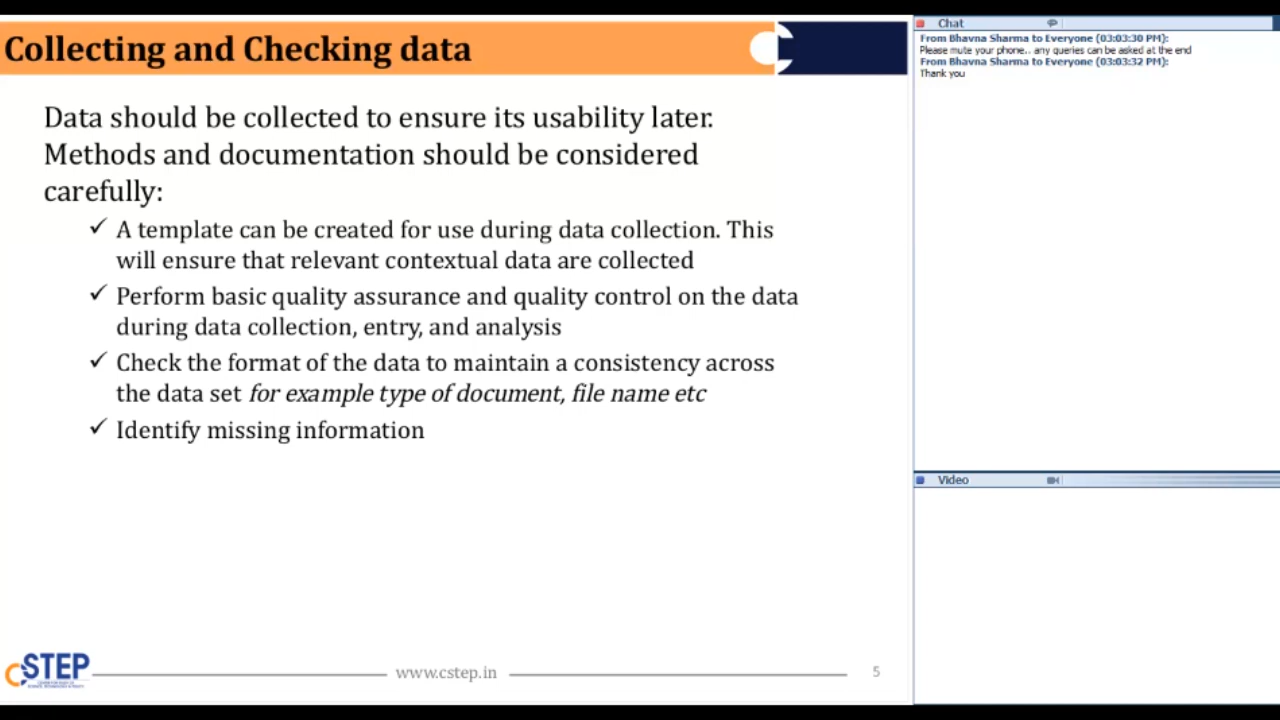 Collecting and Checking data
Data should be collected to ensure its usability later.
Methods and documentation should be considered
carefully:
✓ A template can be created for use during data collection. This
will ensure that relevant contextual data are collected
✓ Perform basic quality assurance and quality control on the data
during data collection, entry, and analysis
✓ Check the format of the data to maintain a consistency across
the data set for example type of document, file name etc
✓ Identify missing information
CSTEP
www.cstep.in
5
Chat
From Bhavna Sharma to Everyone (03:03:30 PM):
Please mute your phone.. any queries can be asked at the end
From Bhavna Sharma to Everyone (03:03:32 PM):
Thank you
Video